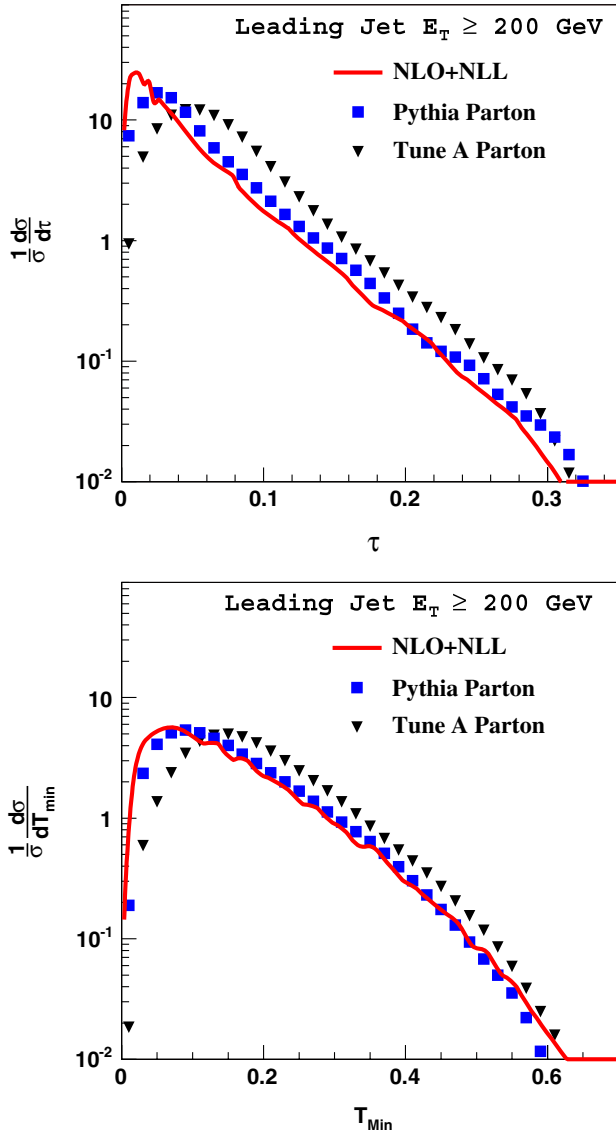 Leading Jet E_T ≥ 200 GeV
NLO+NLL
Pythia Parton
Tune A Parton
1/σ dσ/dτ
10
1
10^-1
10^-2
0 0.1 0.2 0.3
τ
Leading Jet E_T ≥ 200 GeV
NLO+NLL
Pythia Parton
Tune A Parton
1/σ dσ/dT_min
10
1
10^-1
10^-2
0 0.2 0.4 0.6
T_Min